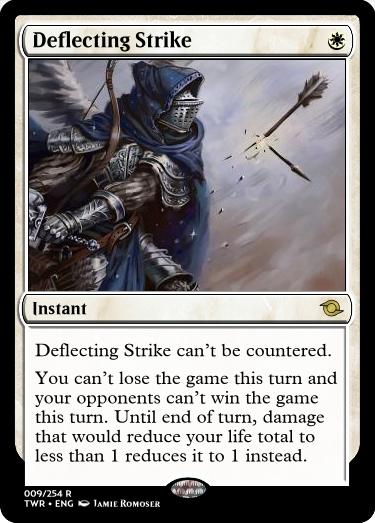 Deflecting Strike
Instant
Deflecting Strike can't be countered.
You can't lose the game this turn and
your opponents can't win the game
this turn. Until end of turn, damage
that would reduce your life total to
less than 1 reduces it to 1 instead.
009/254 R
TWR • ENG Jamie Romoser